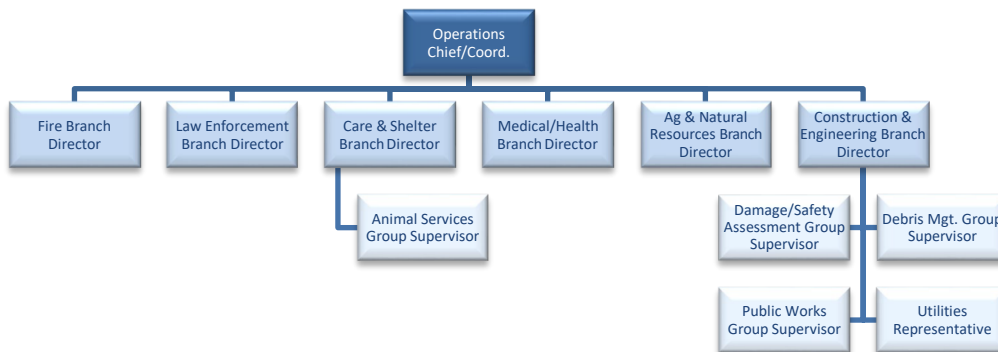 Operations
Chief/Coord.
Fire Branch
Director
Law Enforcement
Branch Director
Care & Shelter
Branch Director
Medical/Health
Branch Director
Ag & Natural
Resources Branch
Director
Construction &
Engineering Branch
Director
Animal Services
Group Supervisor
Damage/Safety
Assessment Group
Supervisor
Debris Mgt. Group
Supervisor
Public Works
Group Supervisor
Utilities
Representative